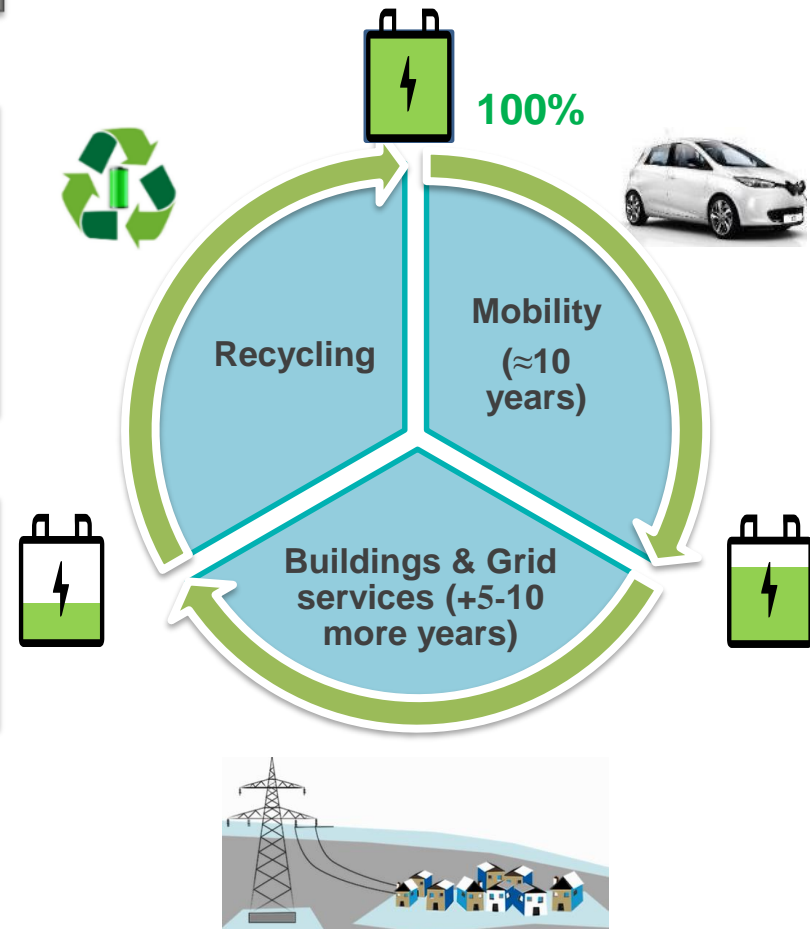 100%
Mobility
(≈10
years)
Recycling
Buildings & Grid
services (+5-10
more years)